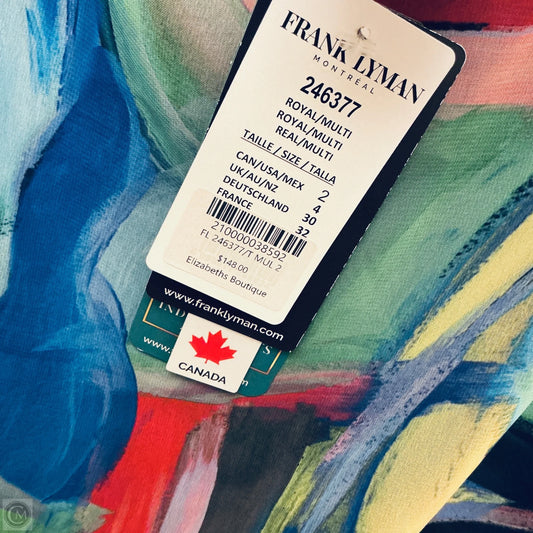 FRANK LYMAN
MONTRÉAL
246377
ROYAL/MULTI
ROYAL/MULTI
REAL/MULTI
TAILLE / SIZE / TALLA
CAN/USA/MEX 2
UK/AU/NZ 4
DEUTSCHLAND 30
FRANCE 32
210000038592
FL 246377/T MUL 2
$148.00
Elizabeths Boutique
www.franklyman.com
CANADA